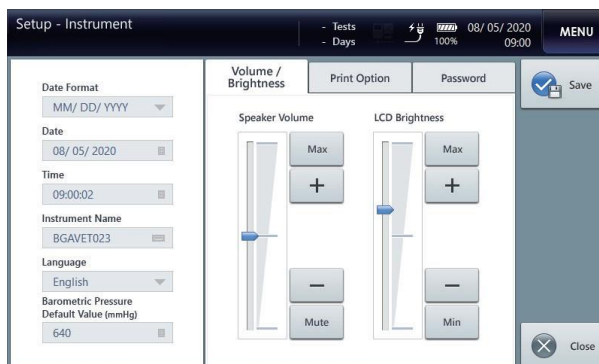 Setup - Instrument
- Tests
- Days
100%
08/ 05/ 2020
09:00
MENU
Date Format
MM/ DD/ YYYY
Date
08/ 05/ 2020
Time
09:00:02
Instrument Name
BGAVET023
Language
English
Barometric Pressure
Default Value (mmHg)
640
Volume /
Brightness
Print Option
Password
Speaker Volume
Max
+
−
Mute
LCD Brightness
Max
+
−
Min
Save
Close